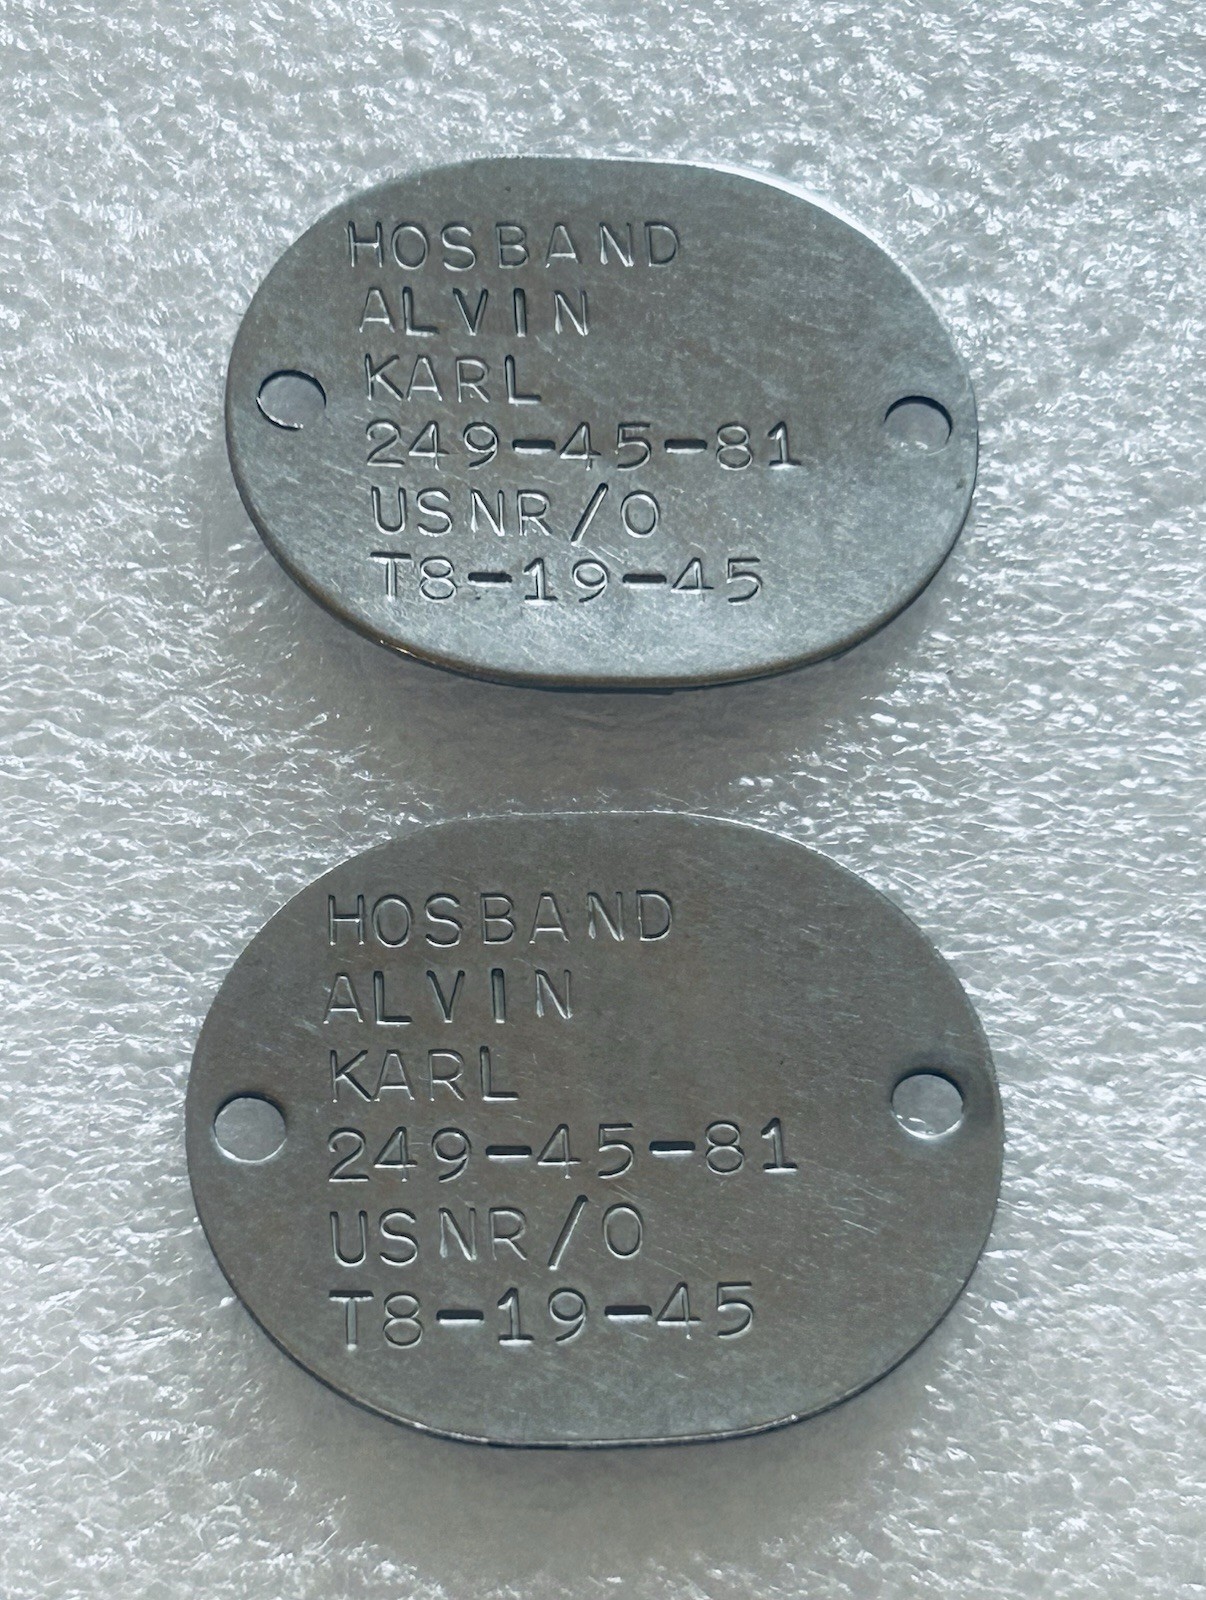 HOSBAND
ALVIN
KARL
249-45-81
USNR/O
T8-19-45
HOSBAND
ALVIN
KARL
249-45-81
USNR/O
T8-19-45